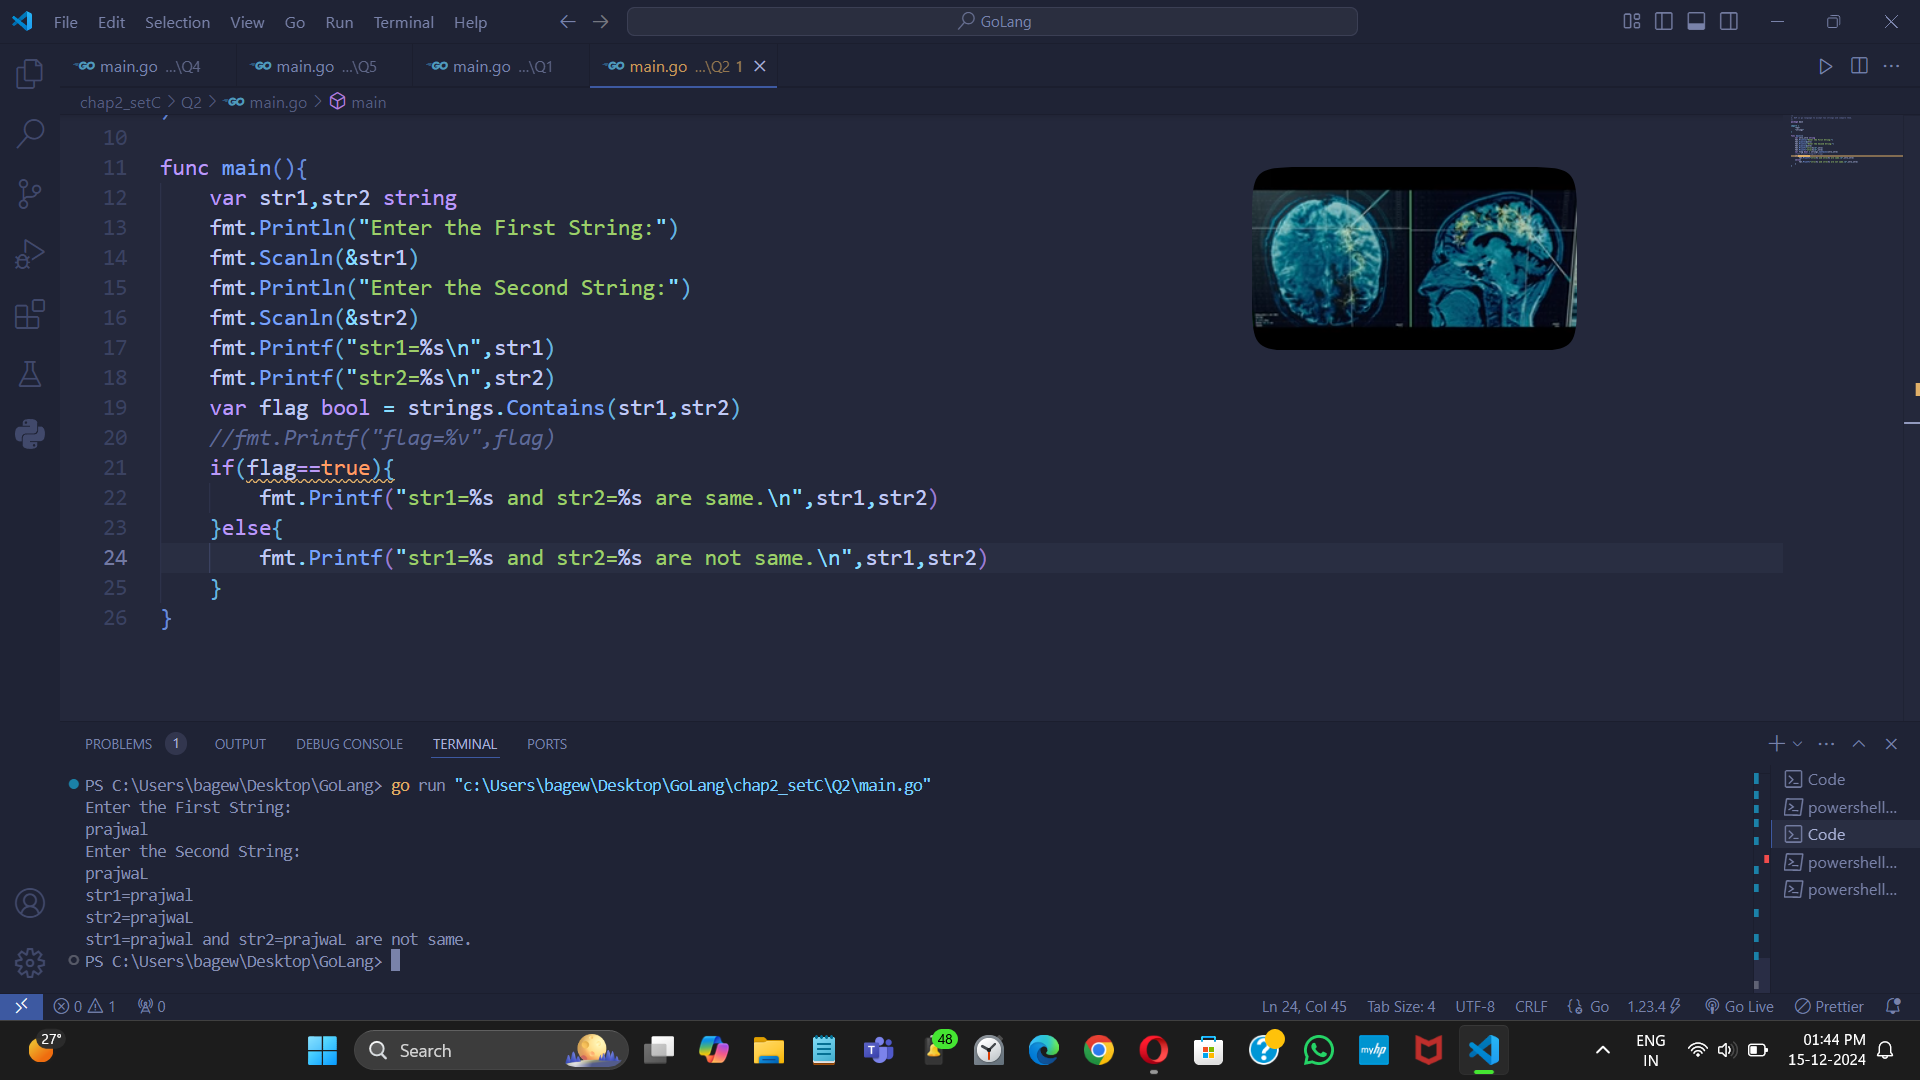 File Edit Selection View Go Run Terminal Help
GoLang
main.go ...\Q4 main.go ...\Q5 main.go ...\Q1 main.go ...\Q2 1
chap2_setC > Q2 > main.go > main
10
11 func main(){
12 var str1,str2 string
13 fmt.Println("Enter the First String:")
14 fmt.Scanln(&str1)
15 fmt.Println("Enter the Second String:")
16 fmt.Scanln(&str2)
17 fmt.Printf("str1=%s\n",str1)
18 fmt.Printf("str2=%s\n",str2)
19 var flag bool = strings.Contains(str1,str2)
20 //fmt.Printf("flag=%v",flag)
21 if(flag==true){
22 fmt.Printf("str1=%s and str2=%s are same.\n",str1,str2)
23 }else{
24 fmt.Printf("str1=%s and str2=%s are not same.\n",str1,str2)
25 }
26 }
PROBLEMS 1 OUTPUT DEBUG CONSOLE TERMINAL PORTS
PS C:\Users\bagew\Desktop\GoLang> go run "c:\Users\bagew\Desktop\GoLang\chap2_setC\Q2\main.go"
Enter the First String:
prajwal
Enter the Second String:
prajwaL
str1=prajwal
str2=prajwaL
str1=prajwal and str2=prajwaL are not same.
PS C:\Users\bagew\Desktop\GoLang>
Code
powershell...
Code
powershell...
powershell...
0 1 0 Ln 24, Col 45 Tab Size: 4 UTF-8 CRLF Go 1.23.4 Go Live Prettier
27° Search 48 myhp ENG 01:44 PM
IN 15-12-2024